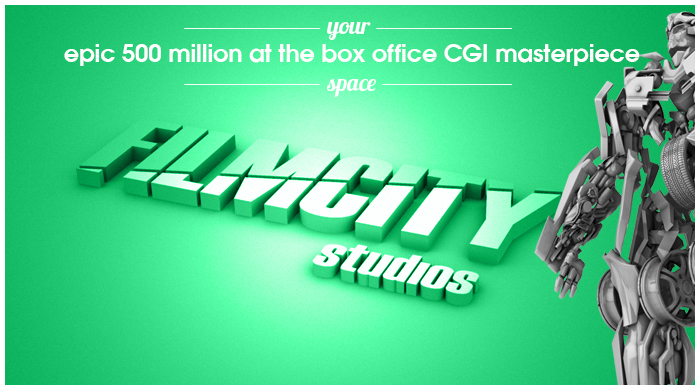 your
epic 500 million at the box office CGI masterpiece
space
FILMCITY
studios